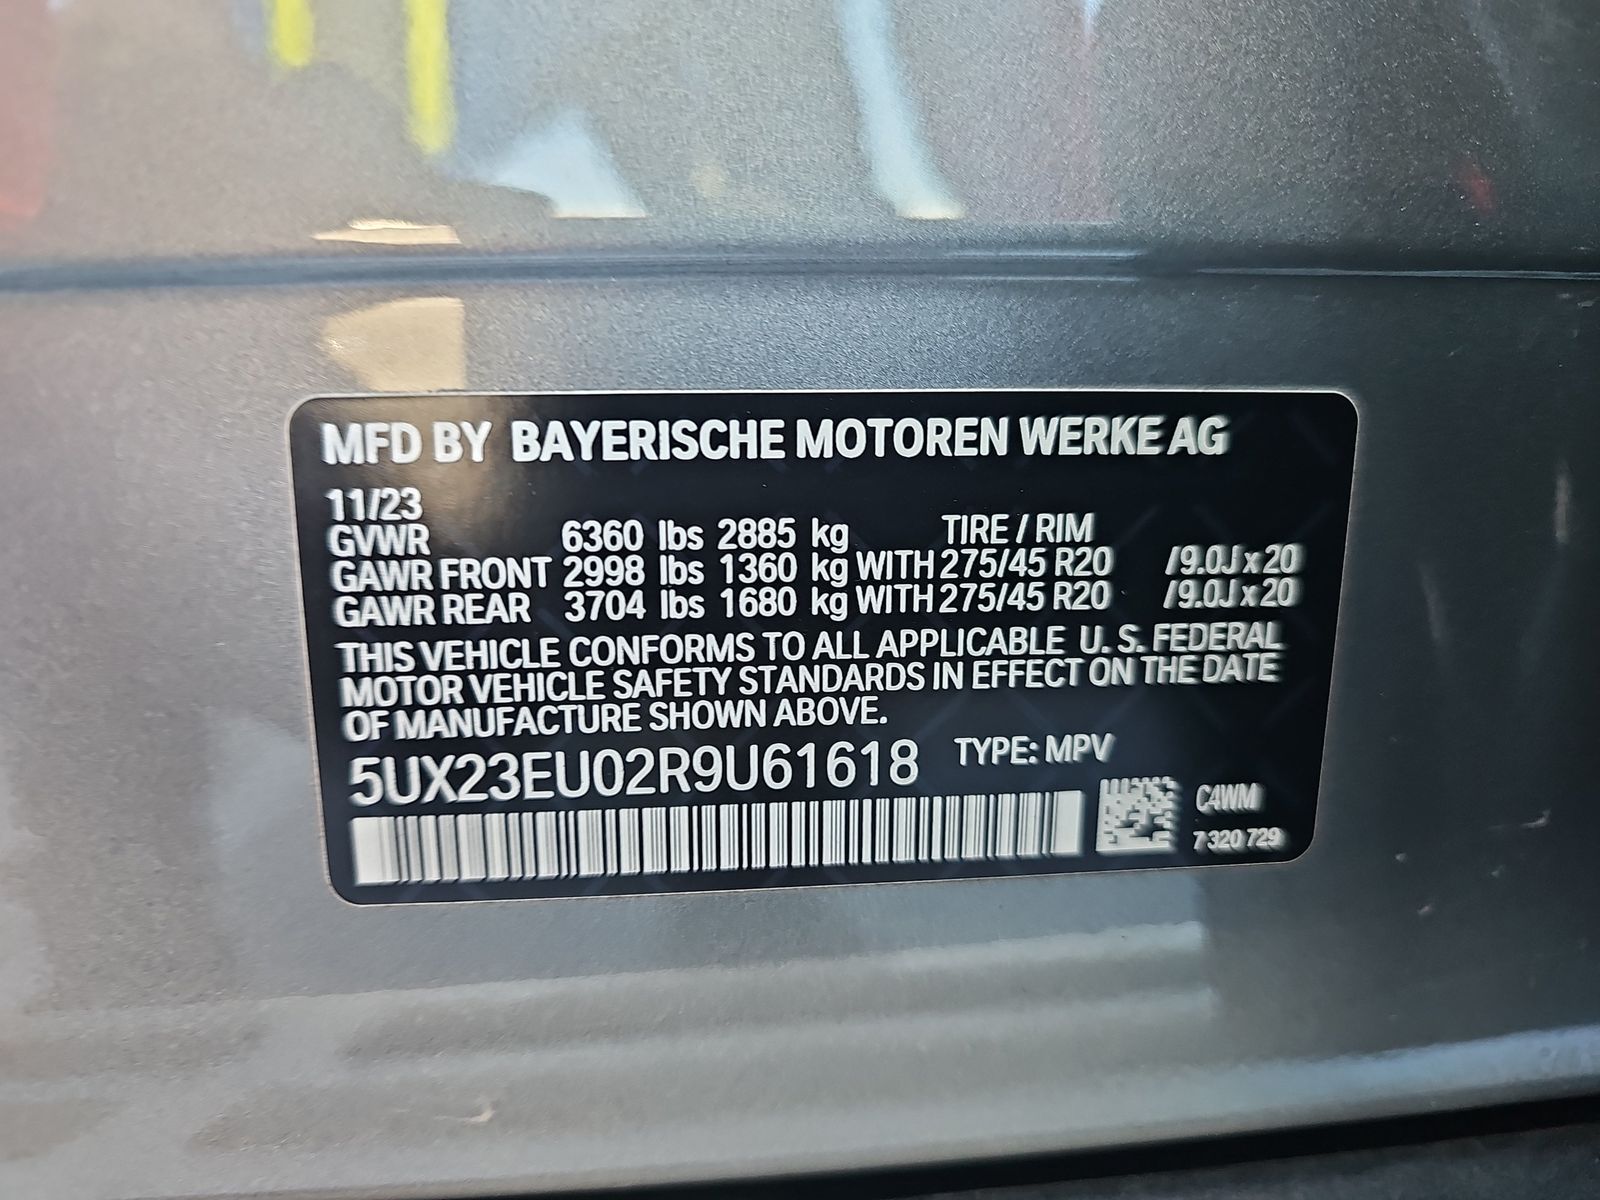 MFD BY BAYERISCHE MOTOREN WERKE AG
11/23
GVWR 6360 lbs 2885 kg TIRE / RIM
GAWR FRONT 2998 lbs 1360 kg WITH 275/45 R20 /9.0J x 20
GAWR REAR 3704 lbs 1680 kg WITH 275/45 R20 /9.0J x 20
THIS VEHICLE CONFORMS TO ALL APPLICABLE U. S. FEDERAL
MOTOR VEHICLE SAFETY STANDARDS IN EFFECT ON THE DATE
OF MANUFACTURE SHOWN ABOVE.
5UX23EU02R9U61618 TYPE: MPV
C4WM
7 320 729